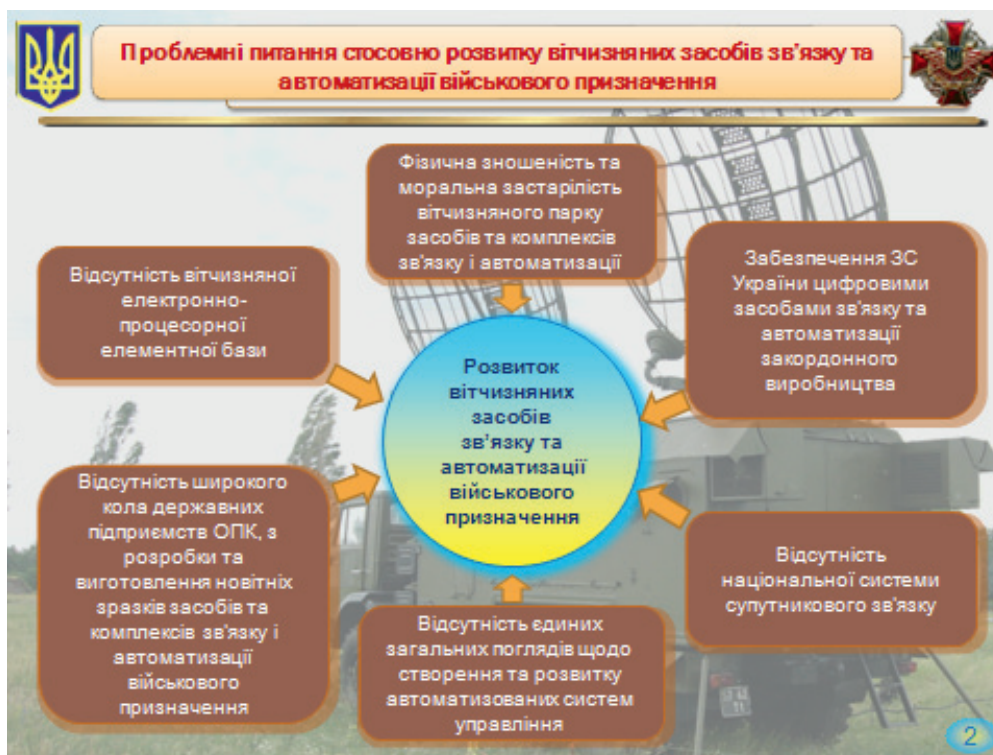 Проблемні питання стосовно розвитку вітчизняних засобів зв’язку та
автоматизації військового призначення
Фізична зношеність та
моральна застарілість
вітчизняного парку
засобів та комплексів
зв'язку і автоматизації
Відсутність вітчизняної
електронно-
процесорної
елементної бази
Забезпечення ЗС
України цифровими
засобами зв'язку та
автоматизації
закордонного
виробництва
Розвиток
вітчизняних
засобів
зв’язку та
автоматизації
військового
призначення
Відсутність широкого
кола державних
підприємств ОПК, з
розробки та
виготовлення новітніх
зразків засобів та
комплексів зв'язку і
автоматизації
військового
призначення
Відсутність
національної системи
супутникового зв'язку
Відсутність єдиних
загальних поглядів щодо
створення та розвитку
автоматизованих систем
управління
2